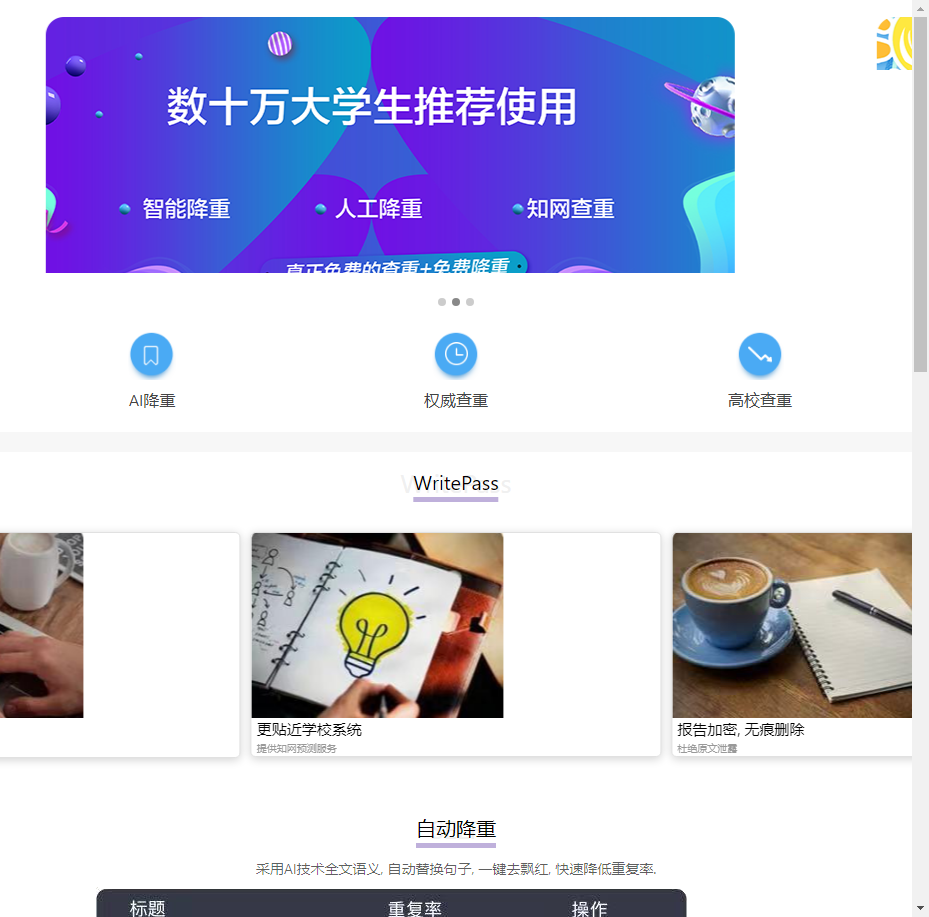 数十万大学生推荐使用
智能降重 人工降重 知网查重
真正免费的查重+免费降重
AI降重 权威查重 高校查重
WritePass
更贴近学校系统
提供知网预测服务
报告加密, 无痕删除
杜绝原文泄露
自动降重
采用AI技术全文语义, 自动替换句子, 一键去飘红, 快速降低重复率.
标题 重复率 操作